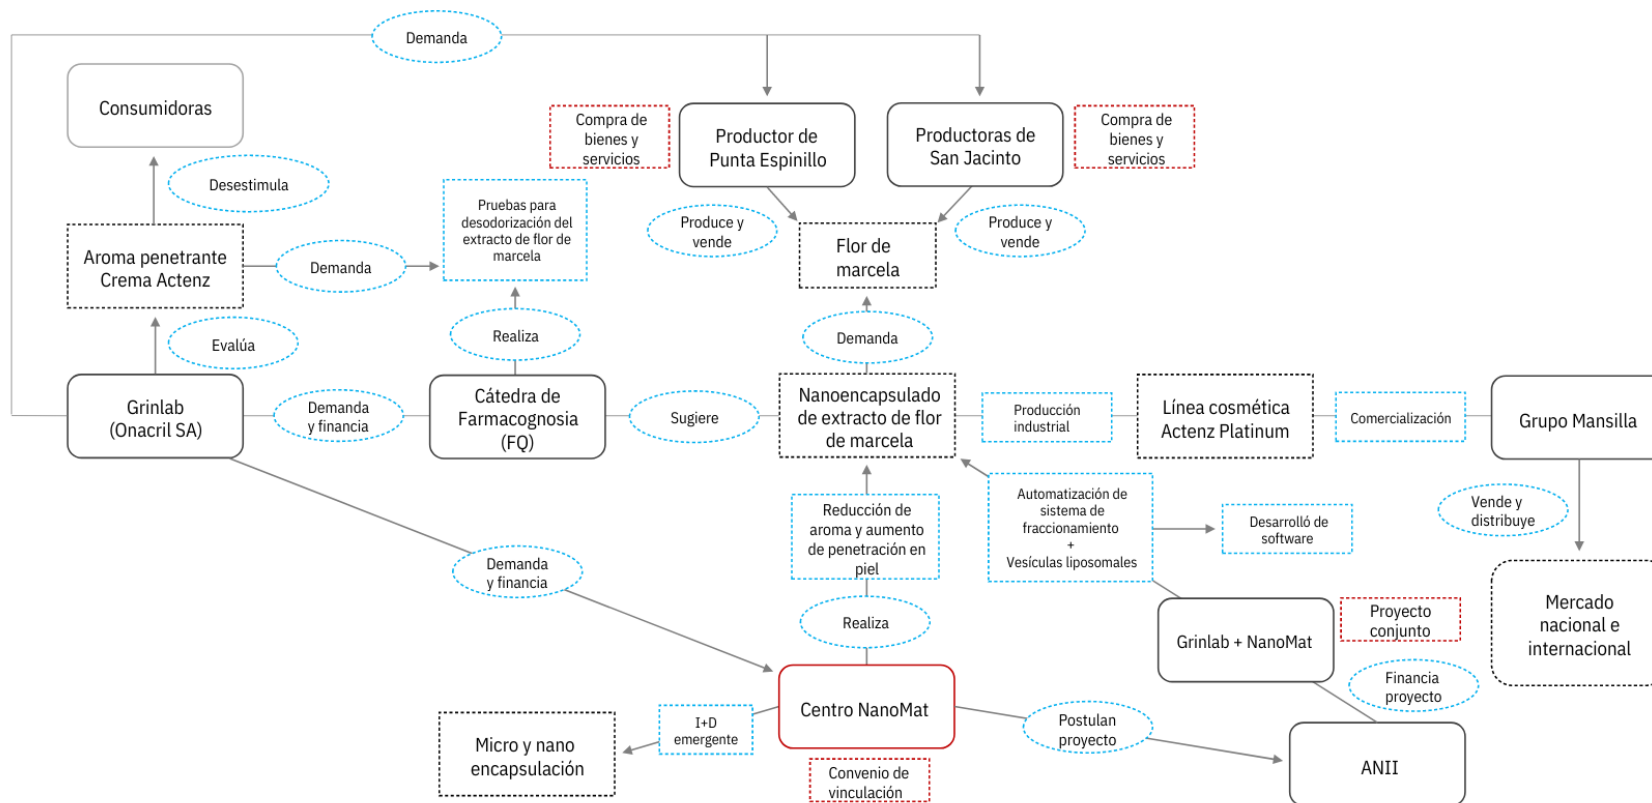 Demanda
Consumidoras
Compra de
bienes y
servicios
Productor de
Punta Espinillo
Productoras de
San Jacinto
Compra de
bienes y
servicios
Desestimula
Pruebas para
desodorización del
extracto de flor de
marcela
Produce y
vende
Produce y
vende
Flor de
marcela
Aroma penetrante
Crema Actenz
Demanda
Evalúa
Realiza
Demanda
Grinlab
(Onacril SA)
Demanda
y financia
Cátedra de
Farmacognosia
(FQ)
Sugiere
Nanoencapsulado
de extracto de flor
de marcela
Producción
industrial
Línea cosmética
Actenz Platinum
Comercialización
Grupo Mansilla
Reducción de
aroma y aumento
de penetración en
piel
Automatización de
sistema de
fraccionamiento
+
Vesículas liposomales
Desarrolló de
software
Vende y
distribuye
Demanda
y financia
Realiza
Grinlab + NanoMat
Proyecto
conjunto
Mercado
nacional e
internacional
Financia
proyecto
Centro NanoMat
I+D
emergente
Micro y nano
encapsulación
Postulan
proyecto
ANII
Convenio de
vinculación